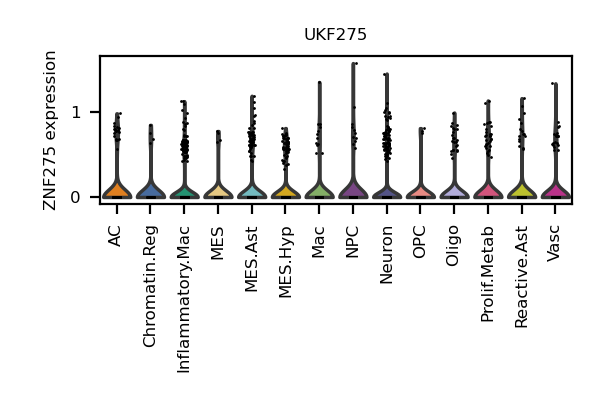 UKF275
ZNF275 expression
1
0
AC
Chromatin.Reg
Inflammatory.Mac
MES
MES.Ast
MES.Hyp
Mac
NPC
Neuron
OPC
Oligo
Prolif.Metab
Reactive.Ast
Vasc